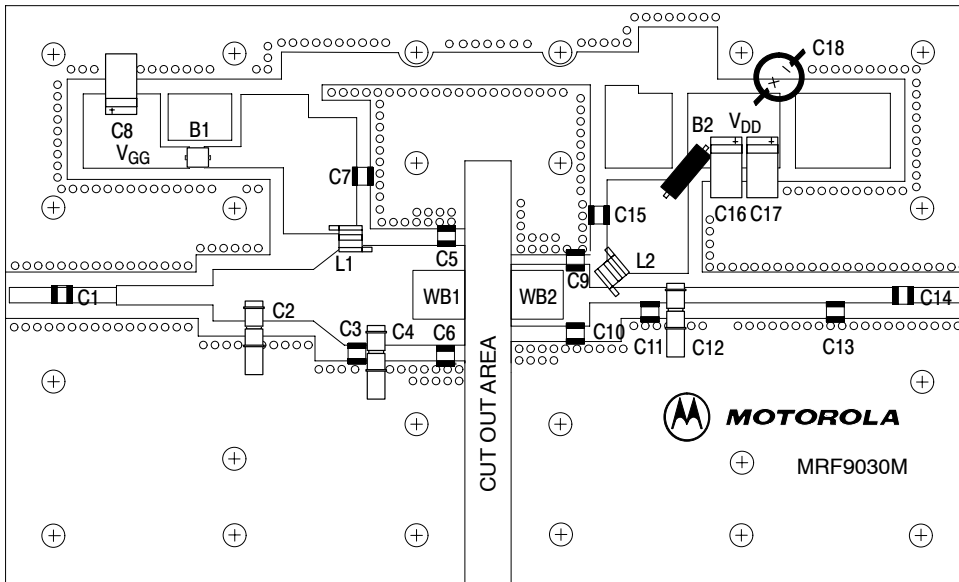 C18
C8
B1
B2
VDD
VGG
C7
C16
C17
C15
C5
L1
C9
L2
C1
WB1
WB2
C14
C2
C3
C4
C6
C10
C11
C12
C13
CUT OUT AREA
MOTOROLA
MRF9030M